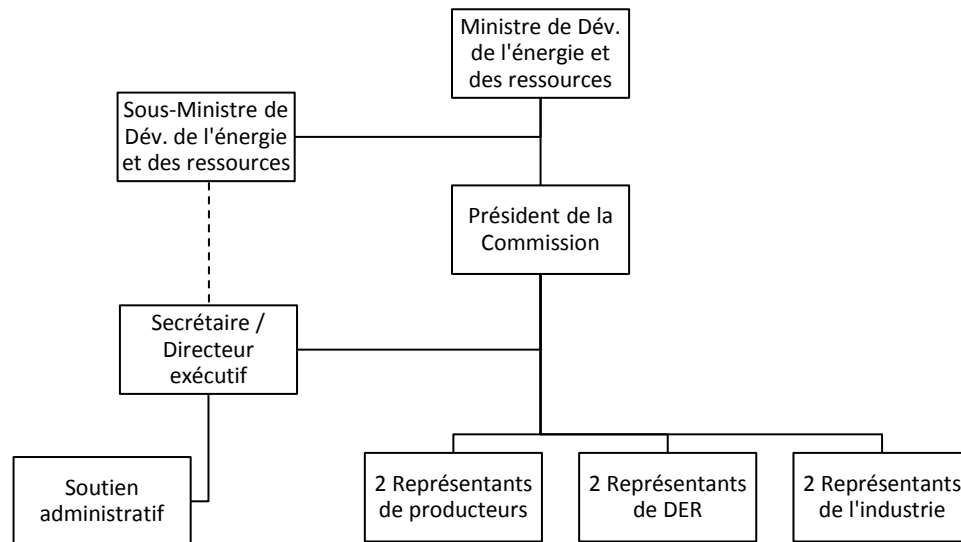 Ministre de Dév.
de l'énergie et
des ressources
Sous-Ministre de
Dév. de l'énergie
et des ressources
Président de la
Commission
Secrétaire /
Directeur
exécutif
Soutien
administratif
2 Représentants
de producteurs
2 Représentants
de DER
2 Représentants
de l'industrie